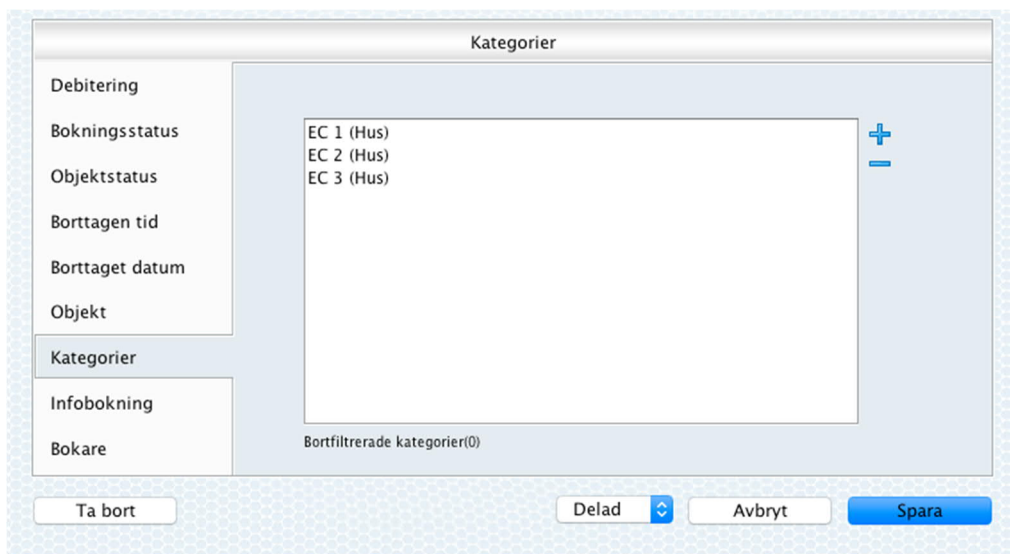 Kategorier
Debitering
Bokningsstatus
Objektstatus
Borttagen tid
Borttaget datum
Objekt
Kategorier
Infobokning
Bokare
EC 1 (Hus)
EC 2 (Hus)
EC 3 (Hus)
Bortfiltrerade kategorier(0)
Ta bort
Delad
Avbryt
Spara